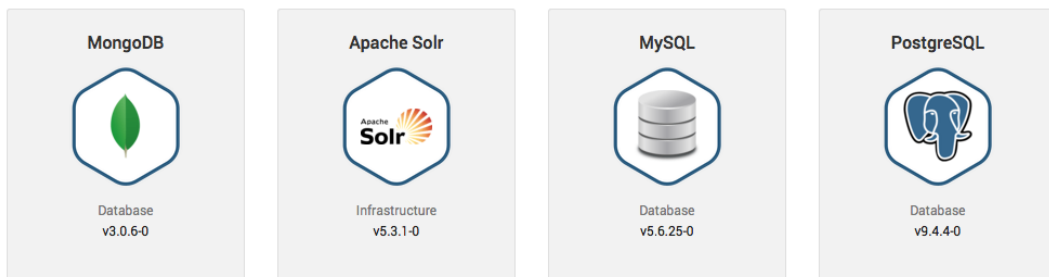 MongoDB
Database
v3.0.6-0
Apache Solr
Apache
Solr
Infrastructure
v5.3.1-0
MySQL
Database
v5.6.25-0
PostgreSQL
Database
v9.4.4-0